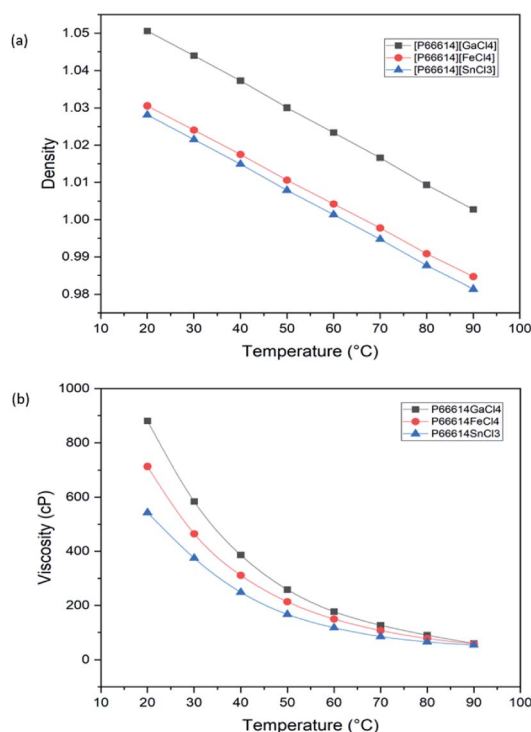 (a)
1.05
1.04
1.03
1.02
1.01
1.00
0.99
0.98
Density
[P66614][GaCl4]
[P66614][FeCl4]
[P66614][SnCl3]
10 20 30 40 50 60 70 80 90 100
Temperature (°C)
(b)
1000
800
600
400
200
0
Viscosity (cP)
P66614GaCl4
P66614FeCl4
P66614SnCl3
10 20 30 40 50 60 70 80 90 100
Temperature (°C)